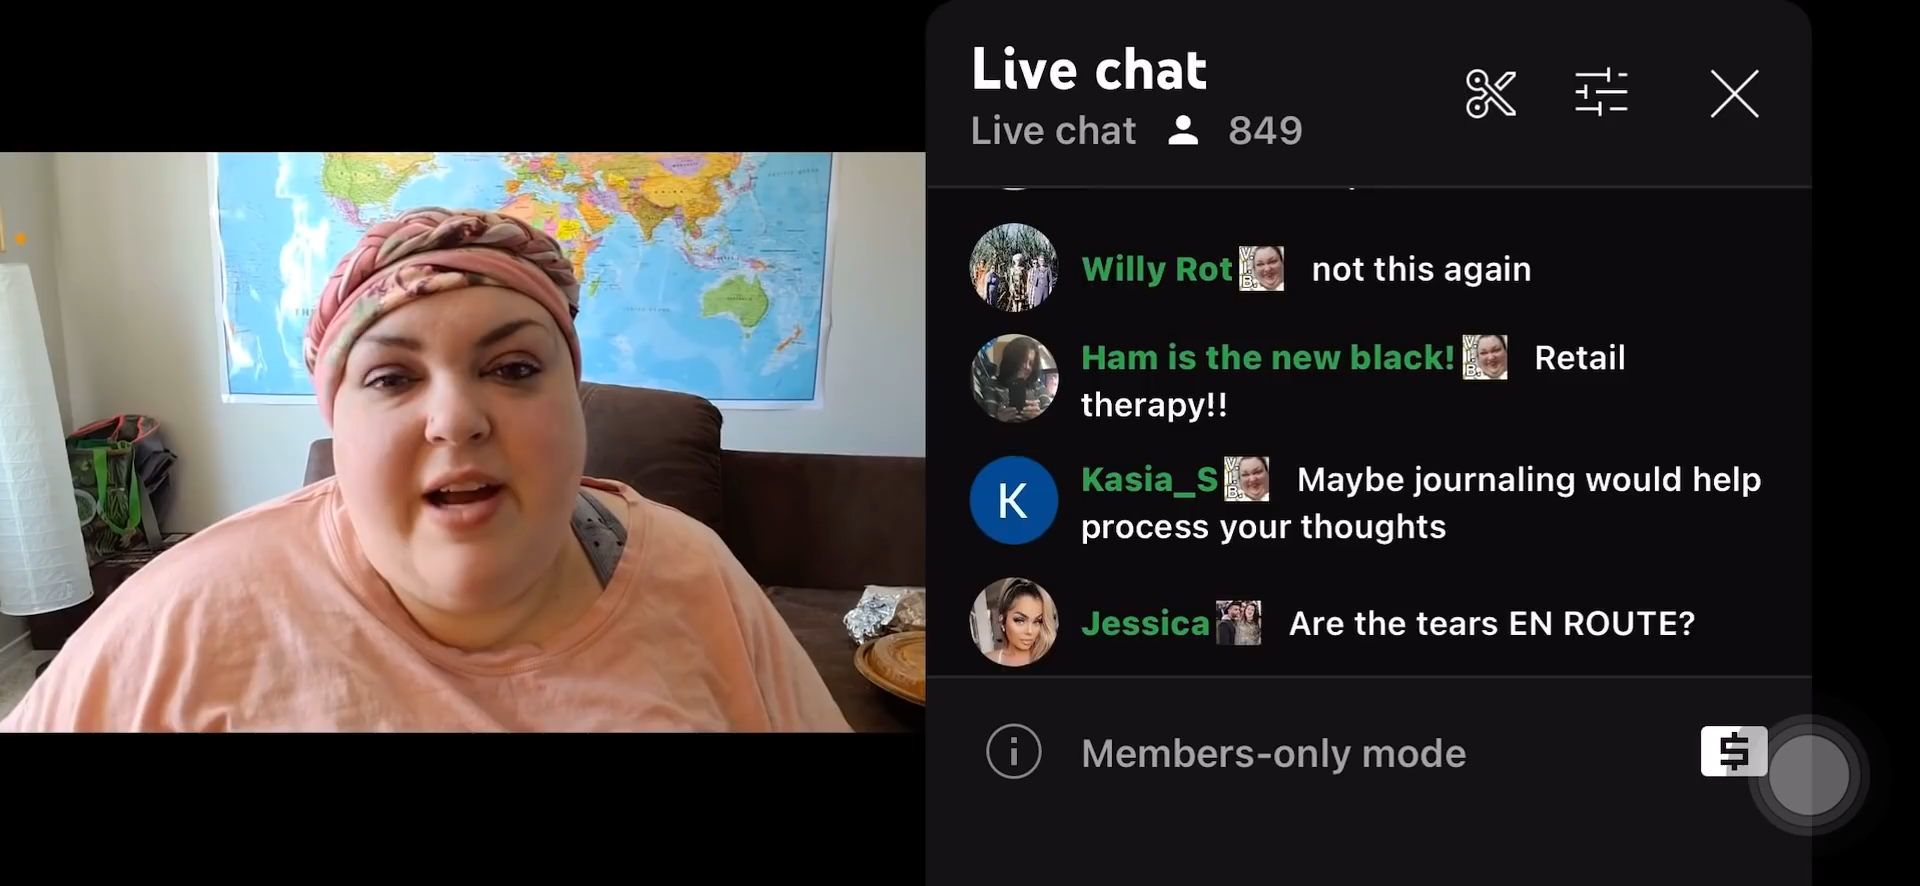 Live chat
Live chat 849
Willy Rot not this again
Ham is the new black! Retail
therapy!!
K
Kasia_S Maybe journaling would help
process your thoughts
Jessica Are the tears EN ROUTE?
Members-only mode
$